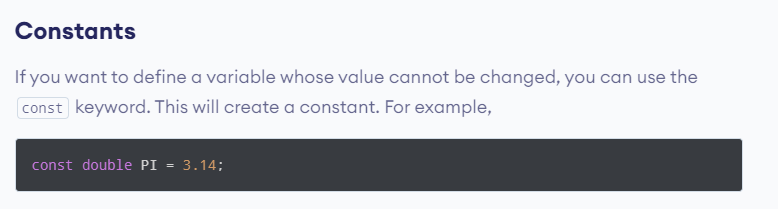 Constants
If you want to define a variable whose value cannot be changed, you can use the
const keyword. This will create a constant. For example,
const double PI = 3.14;